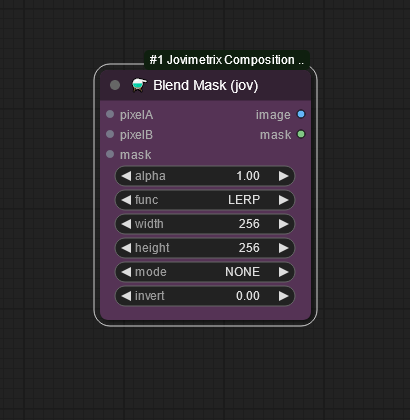 #1 Jovimetrix Composition ..
Blend Mask (jov)
pixelA image
pixelB mask
mask
alpha 1.00
func LERP
width 256
height 256
mode NONE
invert 0.00